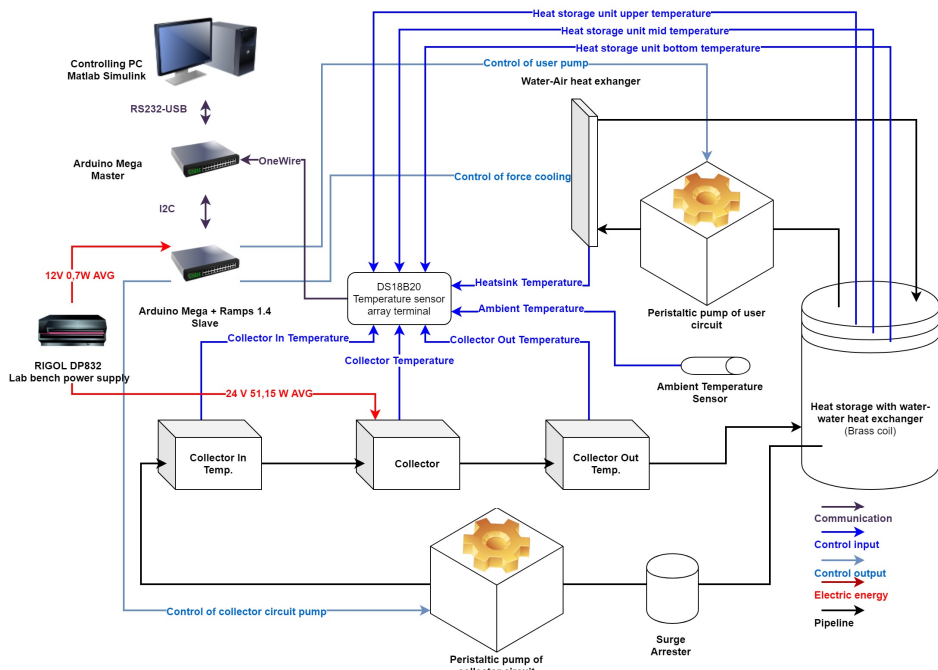 Heat storage unit upper temperature
Heat storage unit mid temperature
Heat storage unit bottom temperature
Controlling PC
Matlab Simulink
Control of user pump
Water-Air heat exhanger
RS232-USB
Arduino Mega
Master
OneWire
Control of force cooling
I2C
12V 0,7W AVG
Arduino Mega + Ramps 1.4
Slave
DS18B20
Temperature sensor
array terminal
Heatsink Temperature
Ambient Temperature
Peristaltic pump of user
circuit
RIGOL DP832
Lab bench power supply
Collector In Temperature
Collector Temperature
Collector Out Temperature
Ambient Temperature
Sensor
24 V 51,15 W AVG
Heat storage with water-
water heat exchanger
(Brass coil)
Collector In
Temp.
Collector
Collector Out
Temp.
Communication
Control input
Control output
Electric energy
Pipeline
Control of collector circuit pump
Surge
Arrester
Peristaltic pump of
collector circuit